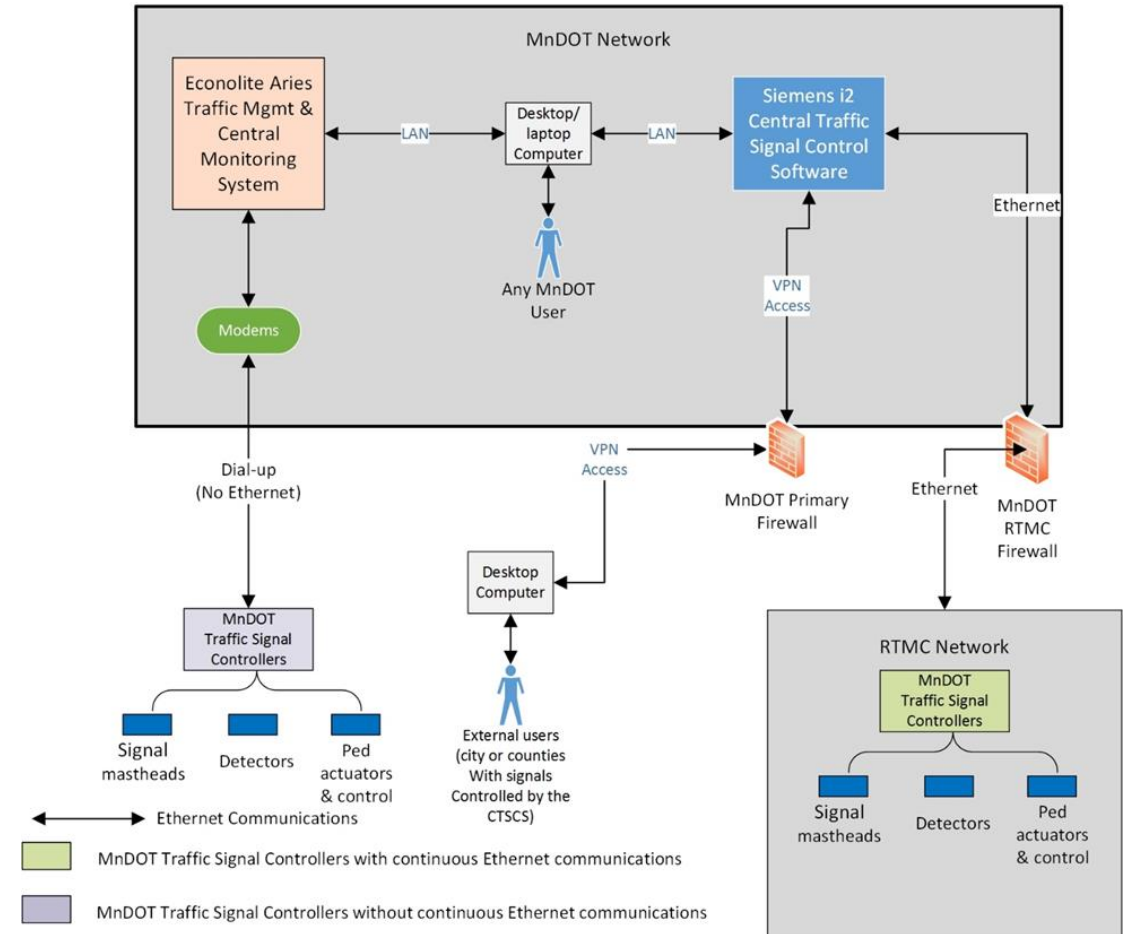 MnDOT Network
Econolite Aries
Traffic Mgmt &
Central
Monitoring
System
LAN
Desktop/
laptop
Computer
LAN
Siemens i2
Central Traffic
Signal Control
Software
Ethernet
Any MnDOT
User
VPN
Access
Modems
Dial-up
(No Ethernet)
VPN
Access
MnDOT Primary
Firewall
Ethernet
MnDOT
RTMC
Firewall
Desktop
Computer
External users
(city or counties
With signals
Controlled by the
CTSCS)
MnDOT
Traffic Signal
Controllers
Signal
mastheads
Detectors
Ped
actuators
& control
RTMC Network
MnDOT
Traffic Signal
Controllers
Signal
mastheads
Detectors
Ped
actuators
& control
Ethernet Communications
MnDOT Traffic Signal Controllers with continuous Ethernet communications
MnDOT Traffic Signal Controllers without continuous Ethernet communications